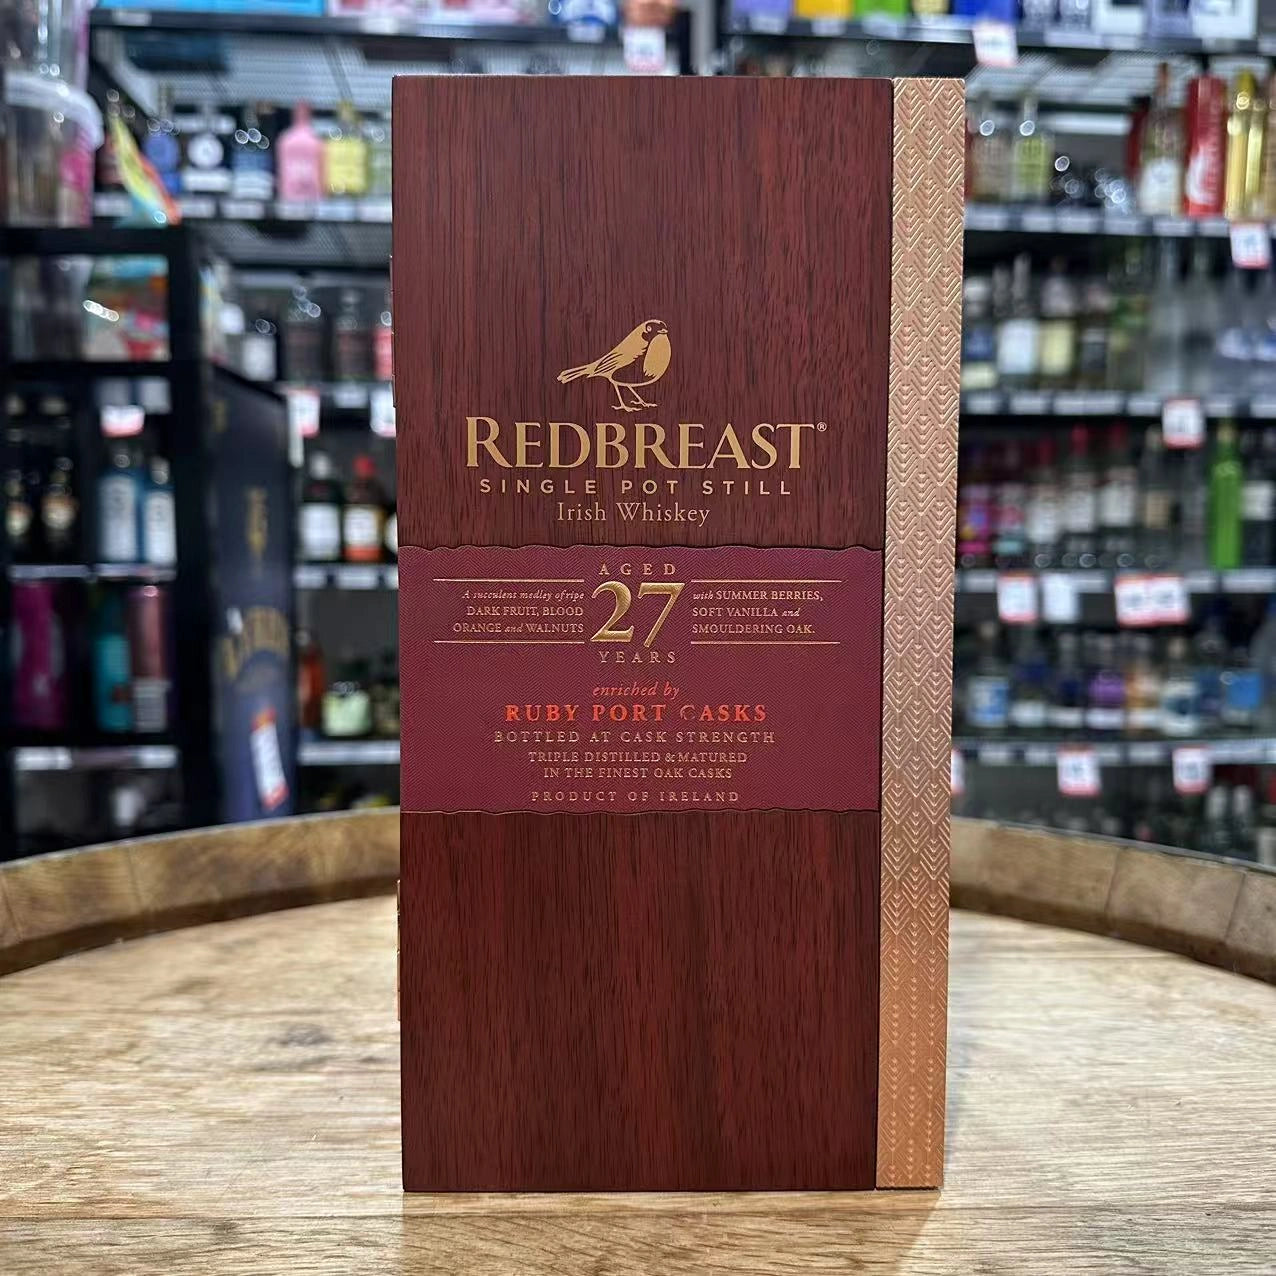 REDBREAST®
SINGLE POT STILL
Irish Whiskey
AGED
27
YEARS
A succulent medley of ripe
DARK FRUIT, BLOOD
ORANGE and WALNUTS
with SUMMER BERRIES,
SOFT VANILLA and
SMOULDERING OAK.
enriched by
RUBY PORT CASKS
BOTTLED AT CASK STRENGTH
TRIPLE DISTILLED & MATURED
IN THE FINEST OAK CASKS
PRODUCT OF IRELAND